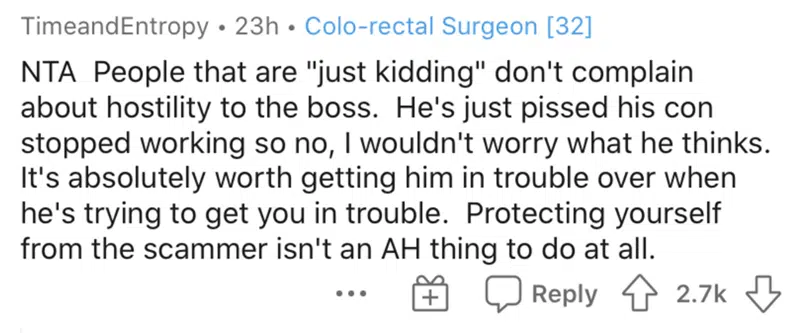 TimeandEntropy • 23h • Colo-rectal Surgeon [32]
NTA  People that are "just kidding" don't complain
about hostility to the boss.  He's just pissed his con
stopped working so no, I wouldn't worry what he thinks.
It's absolutely worth getting him in trouble over when
he's trying to get you in trouble.  Protecting yourself
from the scammer isn't an AH thing to do at all.
Reply 2.7k